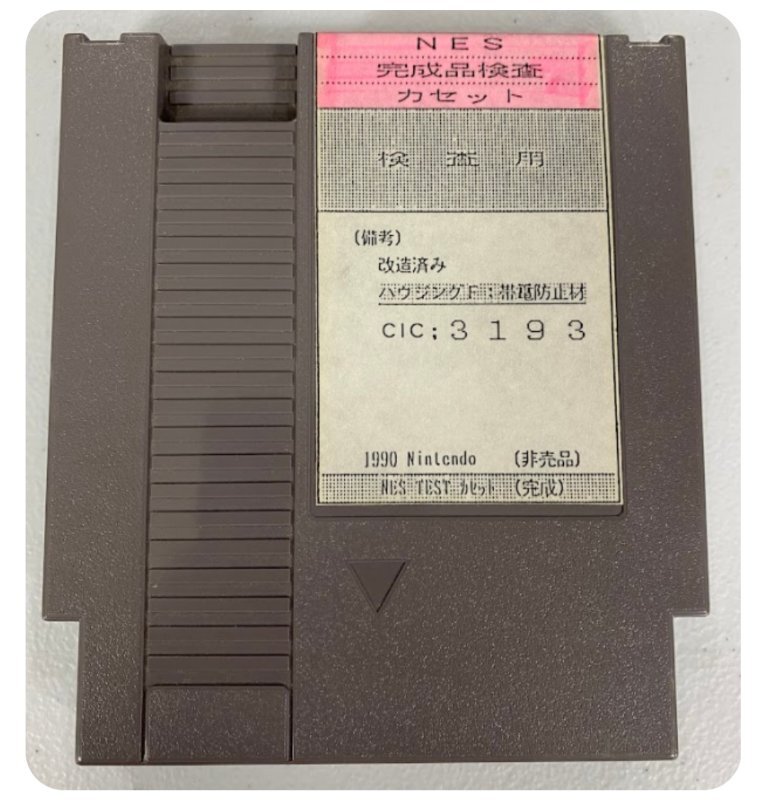 NES
完成品検査
カセット
検 査 用
(備考)
改造済み
ハウジングF:帯電防止材
CIC;3193
1990 Nintendo (非売品)
NES TEST ｶｾｯﾄ (完成)